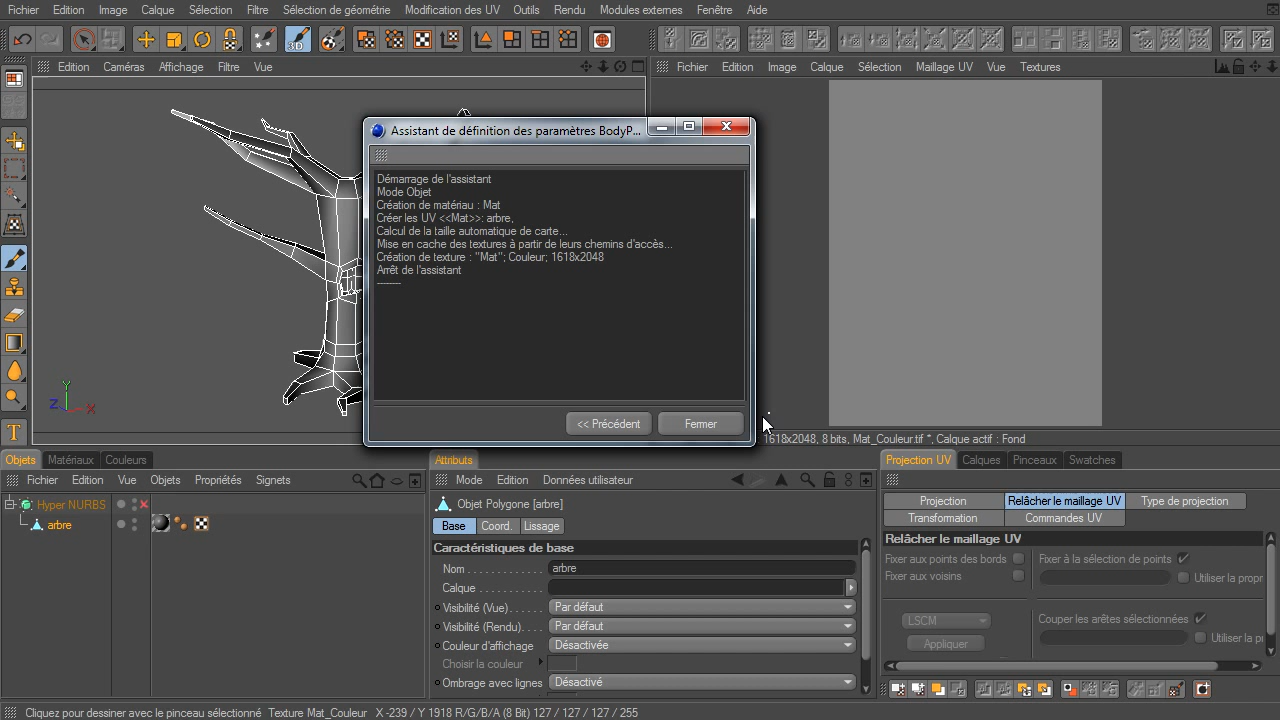 Fichier Edition Image Calque Sélection Filtre Sélection de géométrie Modification des UV Outils Rendu Modules externes Fenêtre Aide
3D
Edition Caméras Affichage Filtre Vue
Fichier Edition Image Calque Sélection Maillage UV Vue Textures
Assistant de définition des paramètres BodyP...
Démarrage de l'assistant
Mode Objet
Création de matériau : Mat
Créer les UV <<Mat>>: arbre,
Calcul de la taille automatique de carte...
Mise en cache des textures à partir de leurs chemins d'accès...
Création de texture : "Mat"; Couleur; 1618x2048
Arrêt de l'assistant
--------
<< Précédent Fermer
Y
Z X
T
1618x2048, 8 bits, Mat_Couleur.tif *, Calque actif : Fond
Objets Matériaux Couleurs
Fichier Edition Vue Objets Propriétés Signets
Hyper NURBS
arbre
Attributs
Mode Edition Données utilisateur
Objet Polygone [arbre]
Base Coord. Lissage
Caractéristiques de base
Nom . . . . . . . . . . . . arbre
Calque . . . . . . . . . .
Visibilité (Vue) . . . . . . Par défaut
Visibilité (Rendu) . . . . Par défaut
Couleur d'affichage Désactivée
Choisir la couleur
Ombrage avec lignes Désactivé
Projection UV Calques Pinceaux Swatches
Projection Relâcher le maillage UV Type de projection
Transformation Commandes UV
Relâcher le maillage UV
Fixer aux points des bords Fixer à la sélection de points
Fixer aux voisins Utiliser la propr
LSCM Couper les arêtes sélectionnées
Appliquer Utiliser la
Cliquez pour dessiner avec le pinceau sélectionné Texture Mat_Couleur X -239 / Y 1918 R/G/B/A (8 Bit) 127 / 127 / 127 / 255